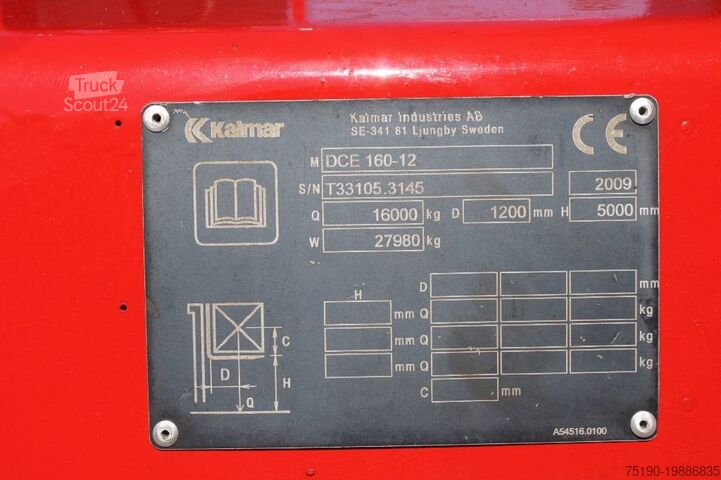 Truck
Scout24
Kalmar
Kalmar Industries AB
SE-341 81 Ljungby Sweden
CE
M DCE 160-12
S/N T33105.3145 2009
Q 16000 kg D 1200 mm H 5000 mm
W 27980 kg
D mm
H
mm Q kg
mm Q kg
mm Q kg
C mm
C
D
H
Q
A54516.0100
75190-19886835